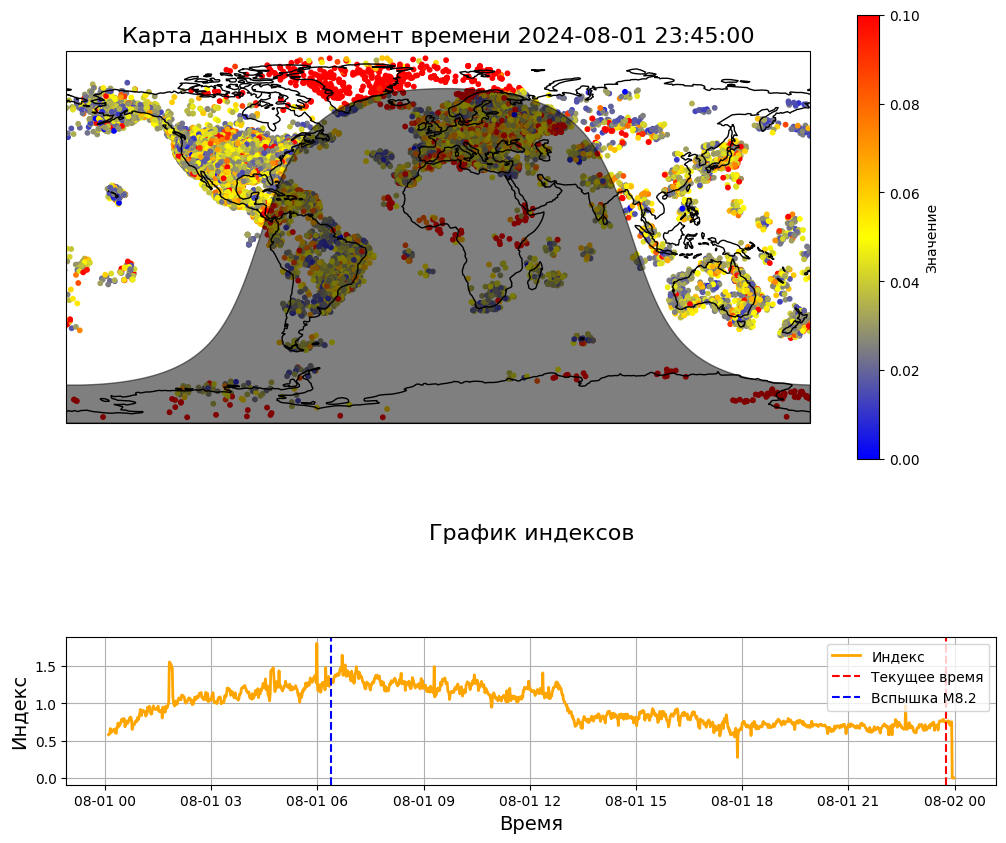 Карта данных в момент времени 2024-08-01 23:45:00
0.10
0.08
0.06
0.04
0.02
0.00
Значение
График индексов
Индекс
1.5
1.0
0.5
0.0
Индекс
Текущее время
Вспышка M8.2
08-01 00
08-01 03
08-01 06
08-01 09
08-01 12
08-01 15
08-01 18
08-01 21
08-02 00
Время